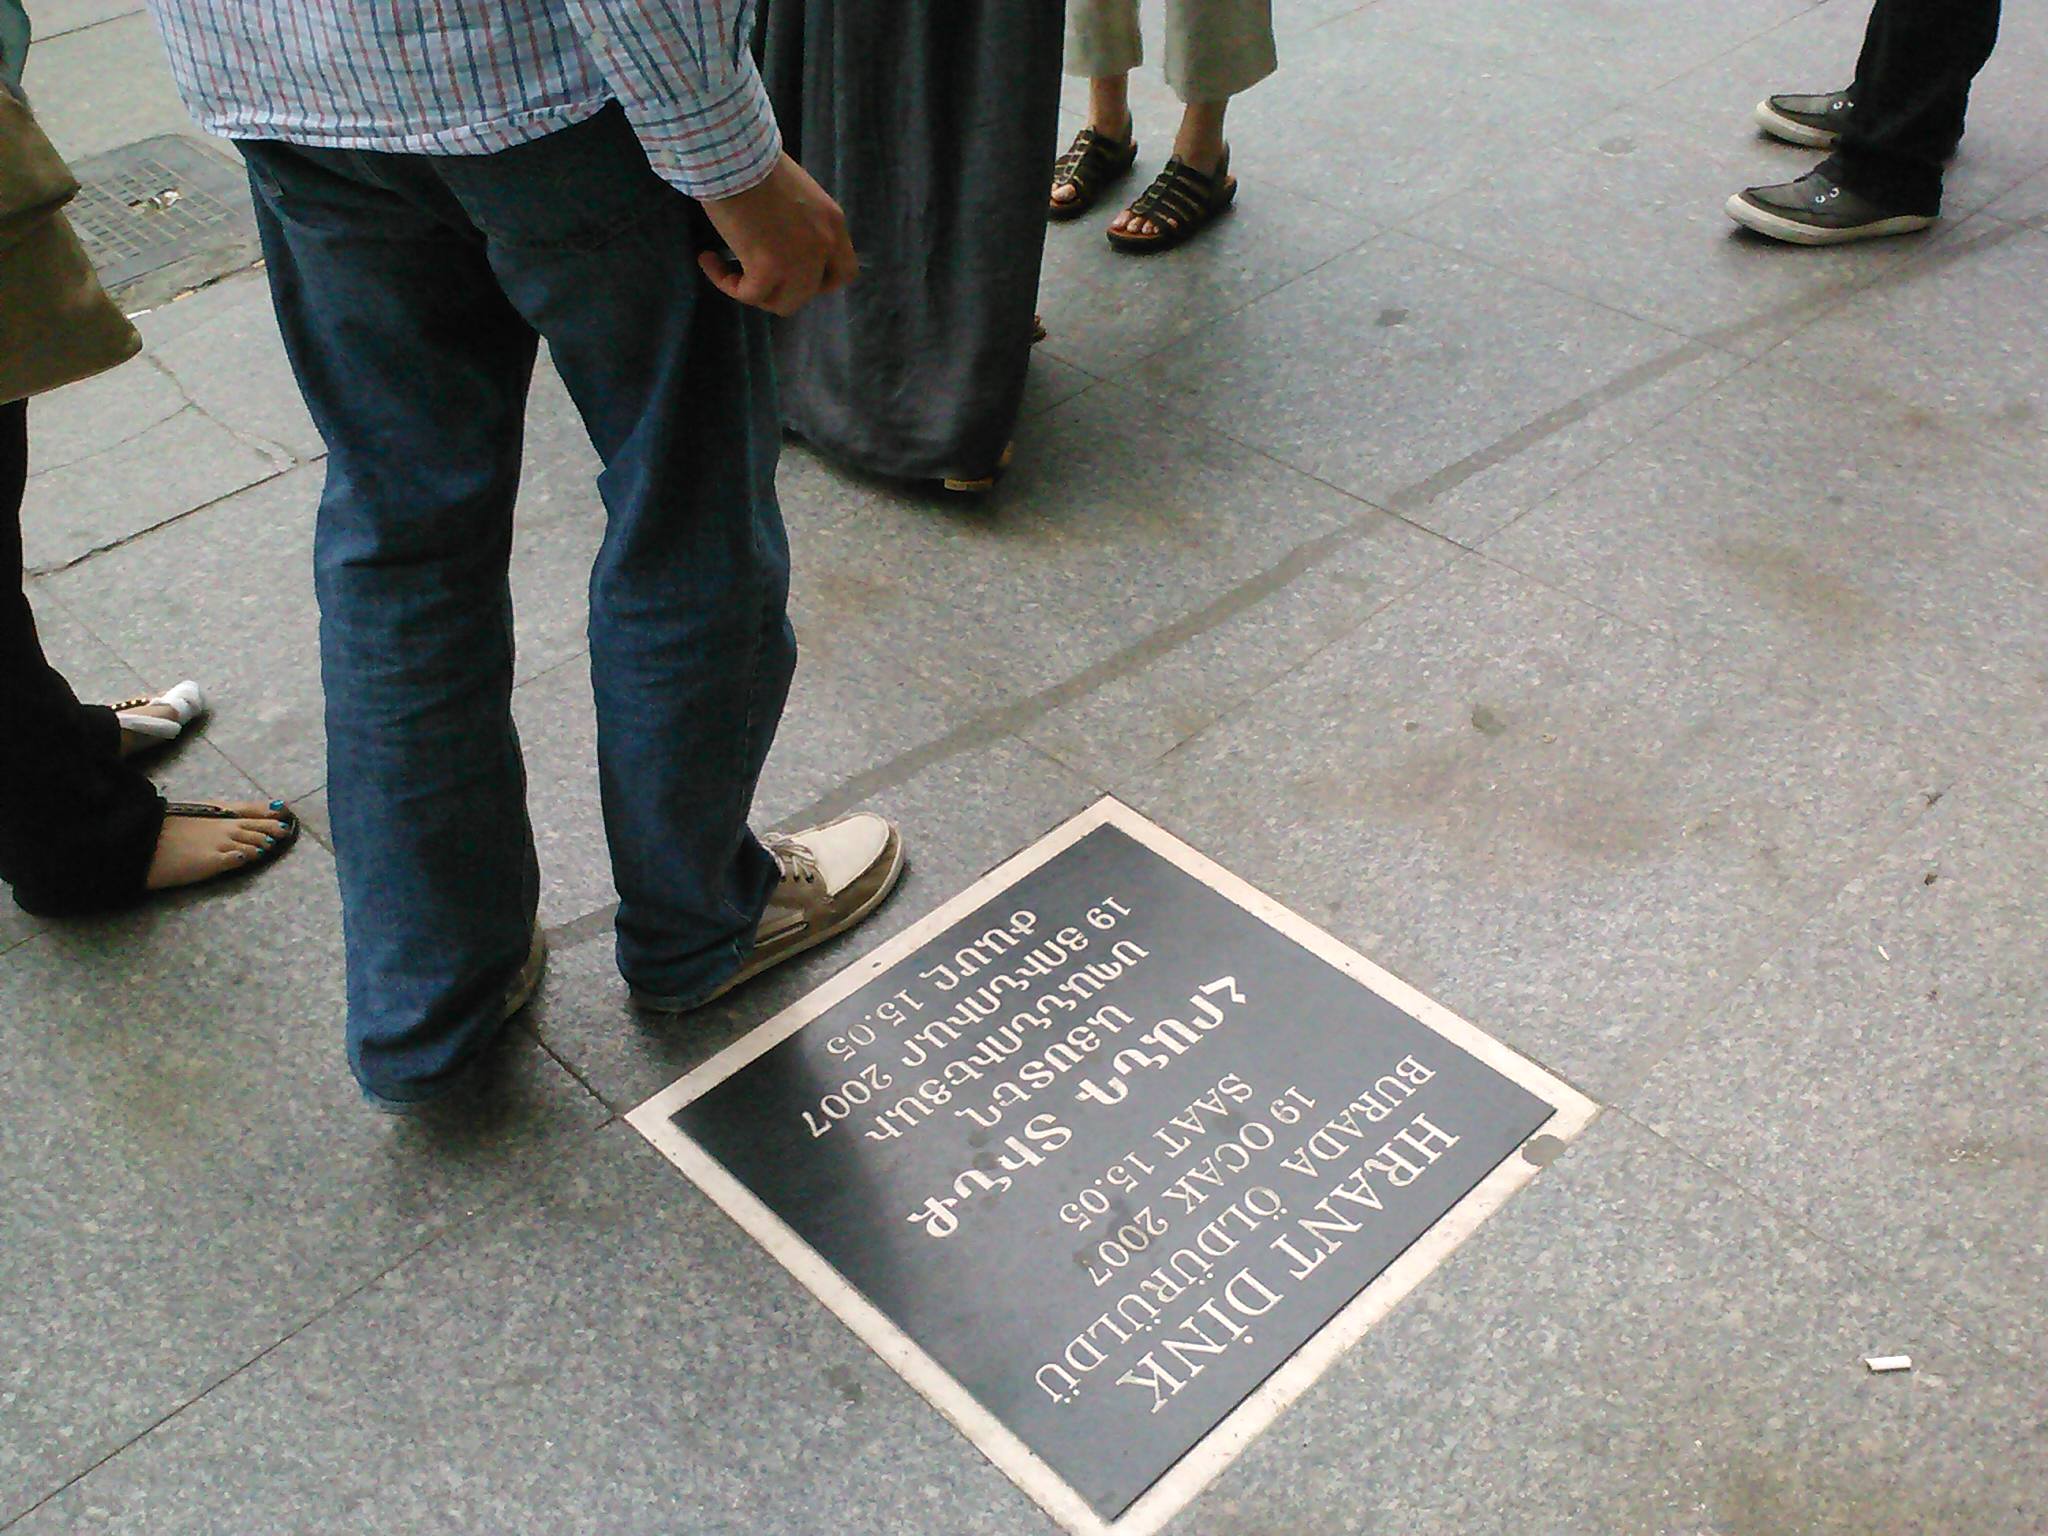 HRANT DİNK
BURADA ÖLDÜRÜLDÜ
19 OCAK 2007
SAAT 15.05
ՀՐԱՆԴ ՏԻՆՔ
ԱՅՍՏԵՂ
ՍՊԱՆՆՈՒԵՑԱՒ
19 ՅՈՒՆՈՒԱՐ 2007
ԺԱՄԸ 15.05